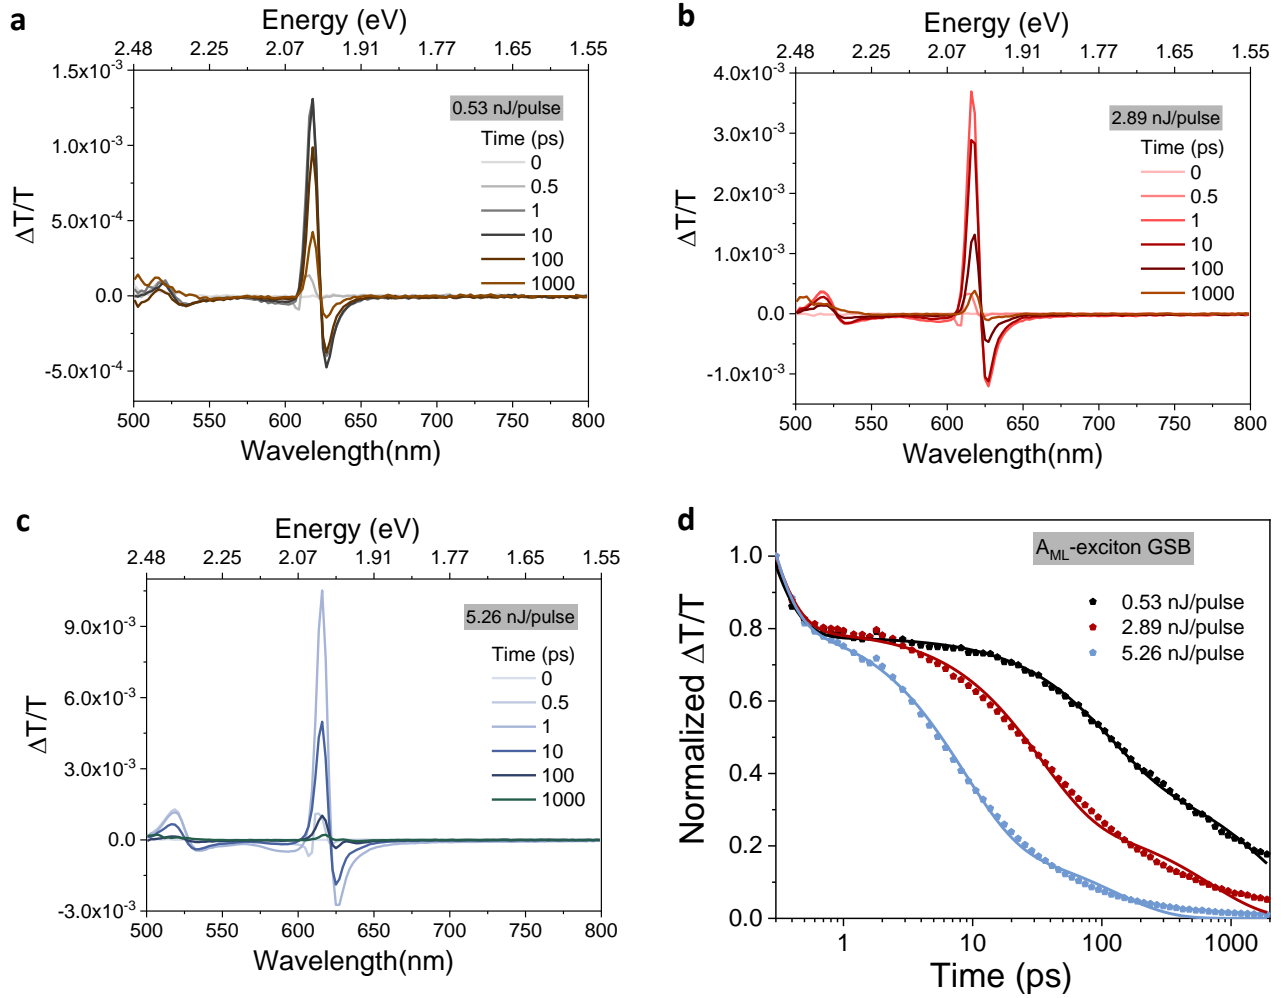 a
Energy (eV)
2.48 2.25 2.07 1.91 1.77 1.65 1.55
1.5x10⁻³
1.0x10⁻³
5.0x10⁻⁴
0.0
-5.0x10⁻⁴
ΔT/T
0.53 nJ/pulse
Time (ps)
0
0.5
1
10
100
1000
500 550 600 650 700 750 800
Wavelength(nm)
b
Energy (eV)
2.48 2.25 2.07 1.91 1.77 1.65 1.55
4.0x10⁻³
3.0x10⁻³
2.0x10⁻³
1.0x10⁻³
0.0
-1.0x10⁻³
ΔT/T
2.89 nJ/pulse
Time (ps)
0
0.5
1
10
100
1000
500 550 600 650 700 750 800
Wavelength(nm)
c
Energy (eV)
2.48 2.25 2.07 1.91 1.77 1.65 1.55
9.0x10⁻³
6.0x10⁻³
3.0x10⁻³
0.0
-3.0x10⁻³
ΔT/T
5.26 nJ/pulse
Time (ps)
0
0.5
1
10
100
1000
500 550 600 650 700 750 800
Wavelength(nm)
d
1.0
0.8
0.6
0.4
0.2
0.0
Normalized ΔT/T
A_ML-exciton GSB
0.53 nJ/pulse
2.89 nJ/pulse
5.26 nJ/pulse
1 10 100 1000
Time (ps)